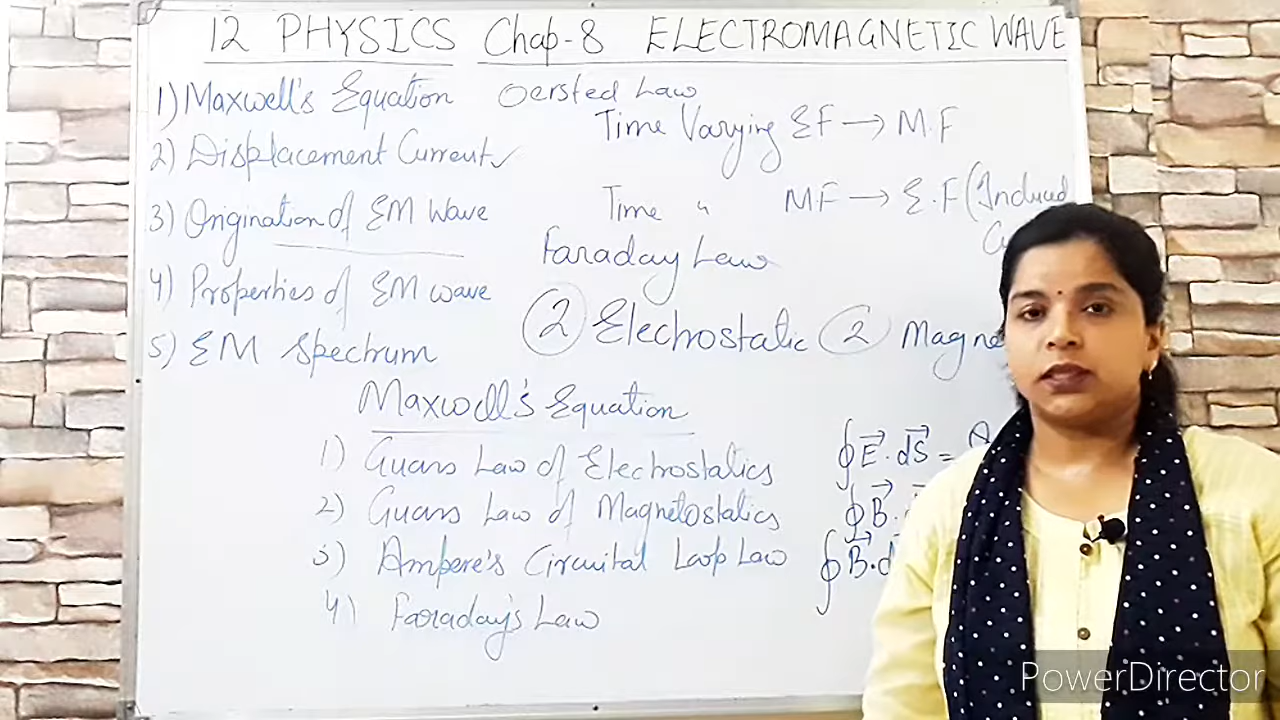 12 PHYSICS Chap-8 ELECTROMAGNETIC WAVE
1) Maxwell's Equation Oersted Law
Time Varying EF → M.F
2) Displacement Current ✓
3) Origination of EM Wave
Time " MF → E.F (Induced
Faraday Law
4) Properties of EM wave
② Electrostatic ② Magne
5) EM Spectrum
Maxwell's Equation
1) Guass Law of Electrostatics ∮E⃗·dS⃗ =
2) Guass Law of Magnetostatics ∮B⃗·
3) Ampere's Circuital Loop Law ∮B⃗·d
4) Faraday's Law
PowerDirector